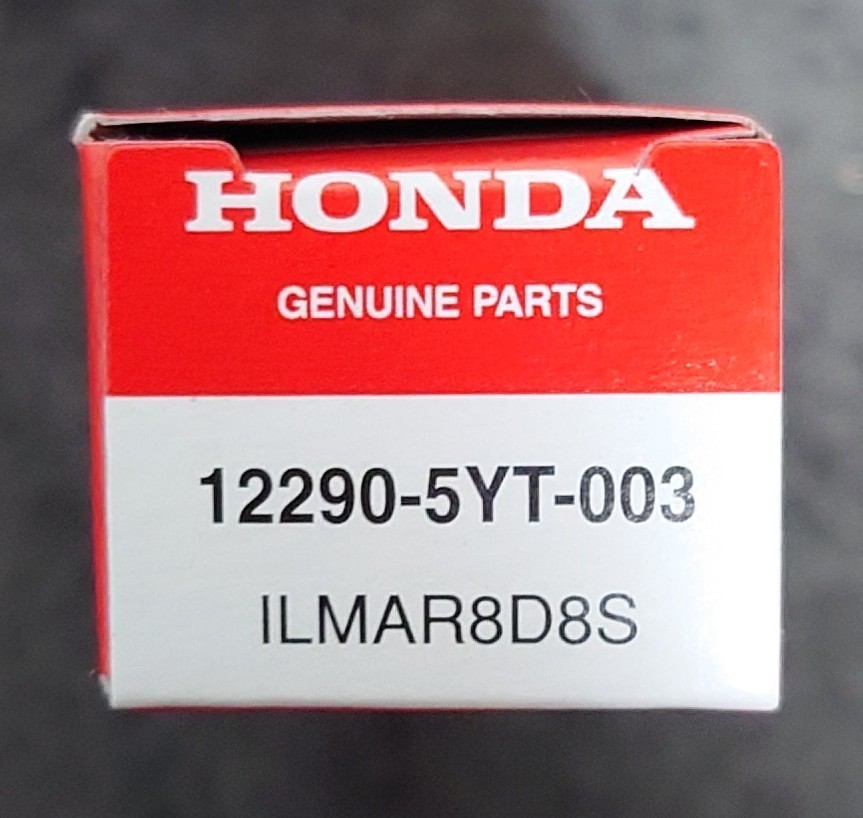 HONDA
GENUINE PARTS
12290-5YT-003
ILMAR8D8S